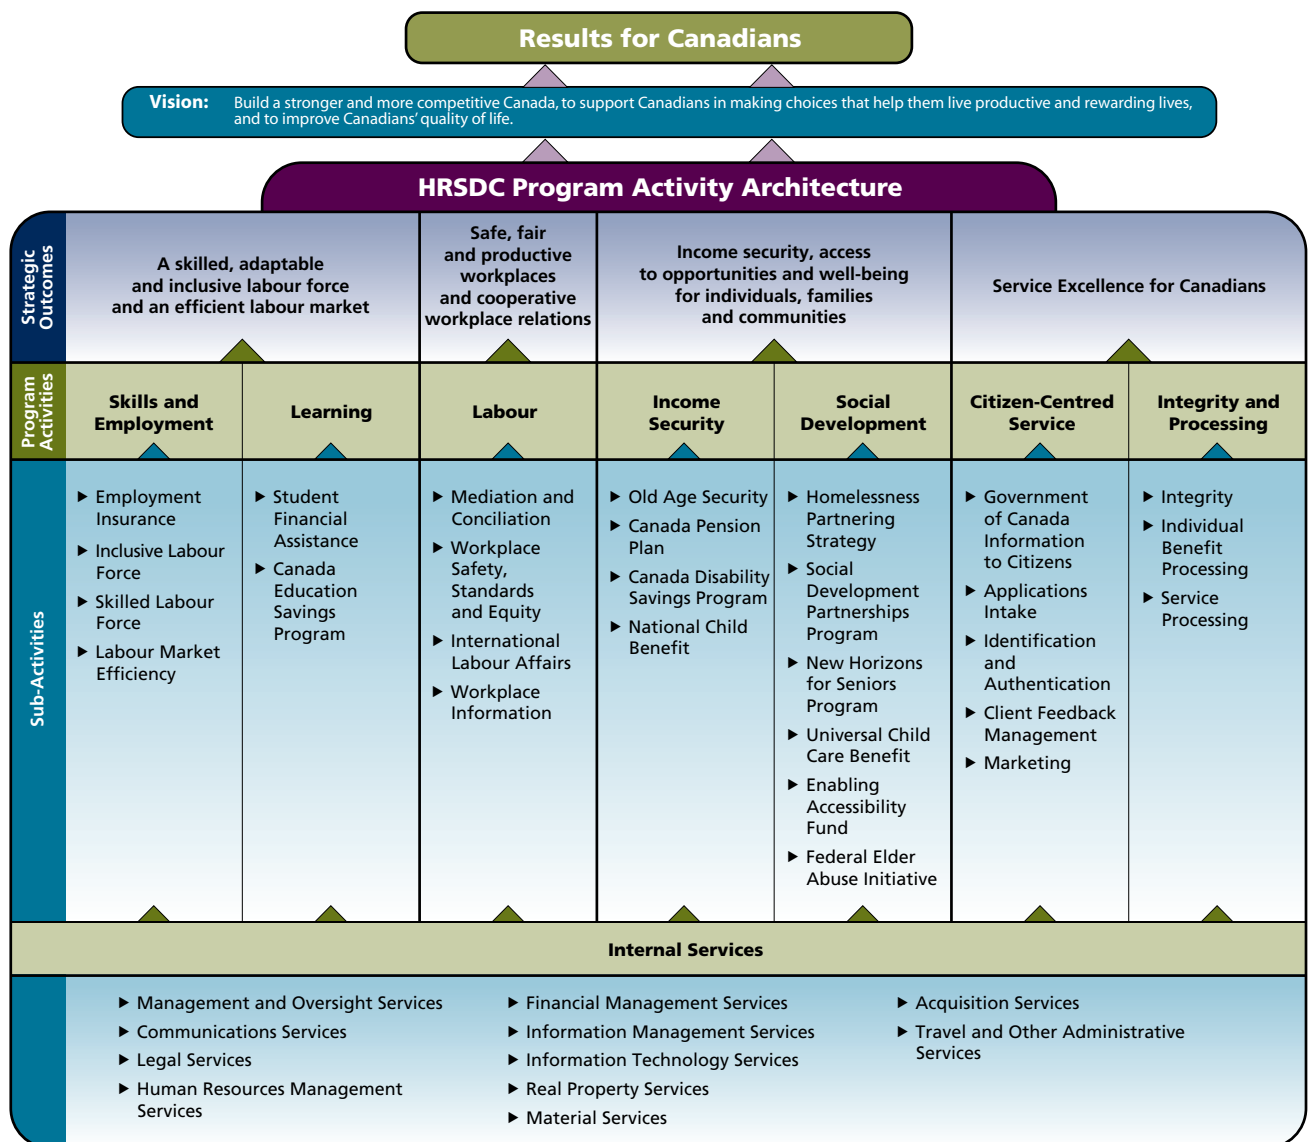 Results for Canadians
Vision: Build a stronger and more competitive Canada, to support Canadians in making choices that help them live productive and rewarding lives,
and to improve Canadians' quality of life.
HRSDC Program Activity Architecture
Strategic
Outcomes
A skilled, adaptable
and inclusive labour force
and an efficient labour market
Safe, fair
and productive
workplaces
and cooperative
workplace relations
Income security, access
to opportunities and well-being
for individuals, families
and communities
Service Excellence for Canadians
Program
Activities
Skills and
Employment
Learning
Labour
Income
Security
Social
Development
Citizen-Centred
Service
Integrity and
Processing
Sub-Activities
▶ Employment
Insurance
▶ Inclusive Labour
Force
▶ Skilled Labour
Force
▶ Labour Market
Efficiency
▶ Student
Financial
Assistance
▶ Canada
Education
Savings
Program
▶ Mediation and
Conciliation
▶ Workplace
Safety,
Standards
and Equity
▶ International
Labour Affairs
▶ Workplace
Information
▶ Old Age Security
▶ Canada Pension
Plan
▶ Canada Disability
Savings Program
▶ National Child
Benefit
▶ Homelessness
Partnering
Strategy
▶ Social
Development
Partnerships
Program
▶ New Horizons
for Seniors
Program
▶ Universal Child
Care Benefit
▶ Enabling
Accessibility
Fund
▶ Federal Elder
Abuse Initiative
▶ Government
of Canada
Information
to Citizens
▶ Applications
Intake
▶ Identification
and
Authentication
▶ Client Feedback
Management
▶ Marketing
▶ Integrity
▶ Individual
Benefit
Processing
▶ Service
Processing
Internal Services
▶ Management and Oversight Services
▶ Communications Services
▶ Legal Services
▶ Human Resources Management
Services
▶ Financial Management Services
▶ Information Management Services
▶ Information Technology Services
▶ Real Property Services
▶ Material Services
▶ Acquisition Services
▶ Travel and Other Administrative
Services